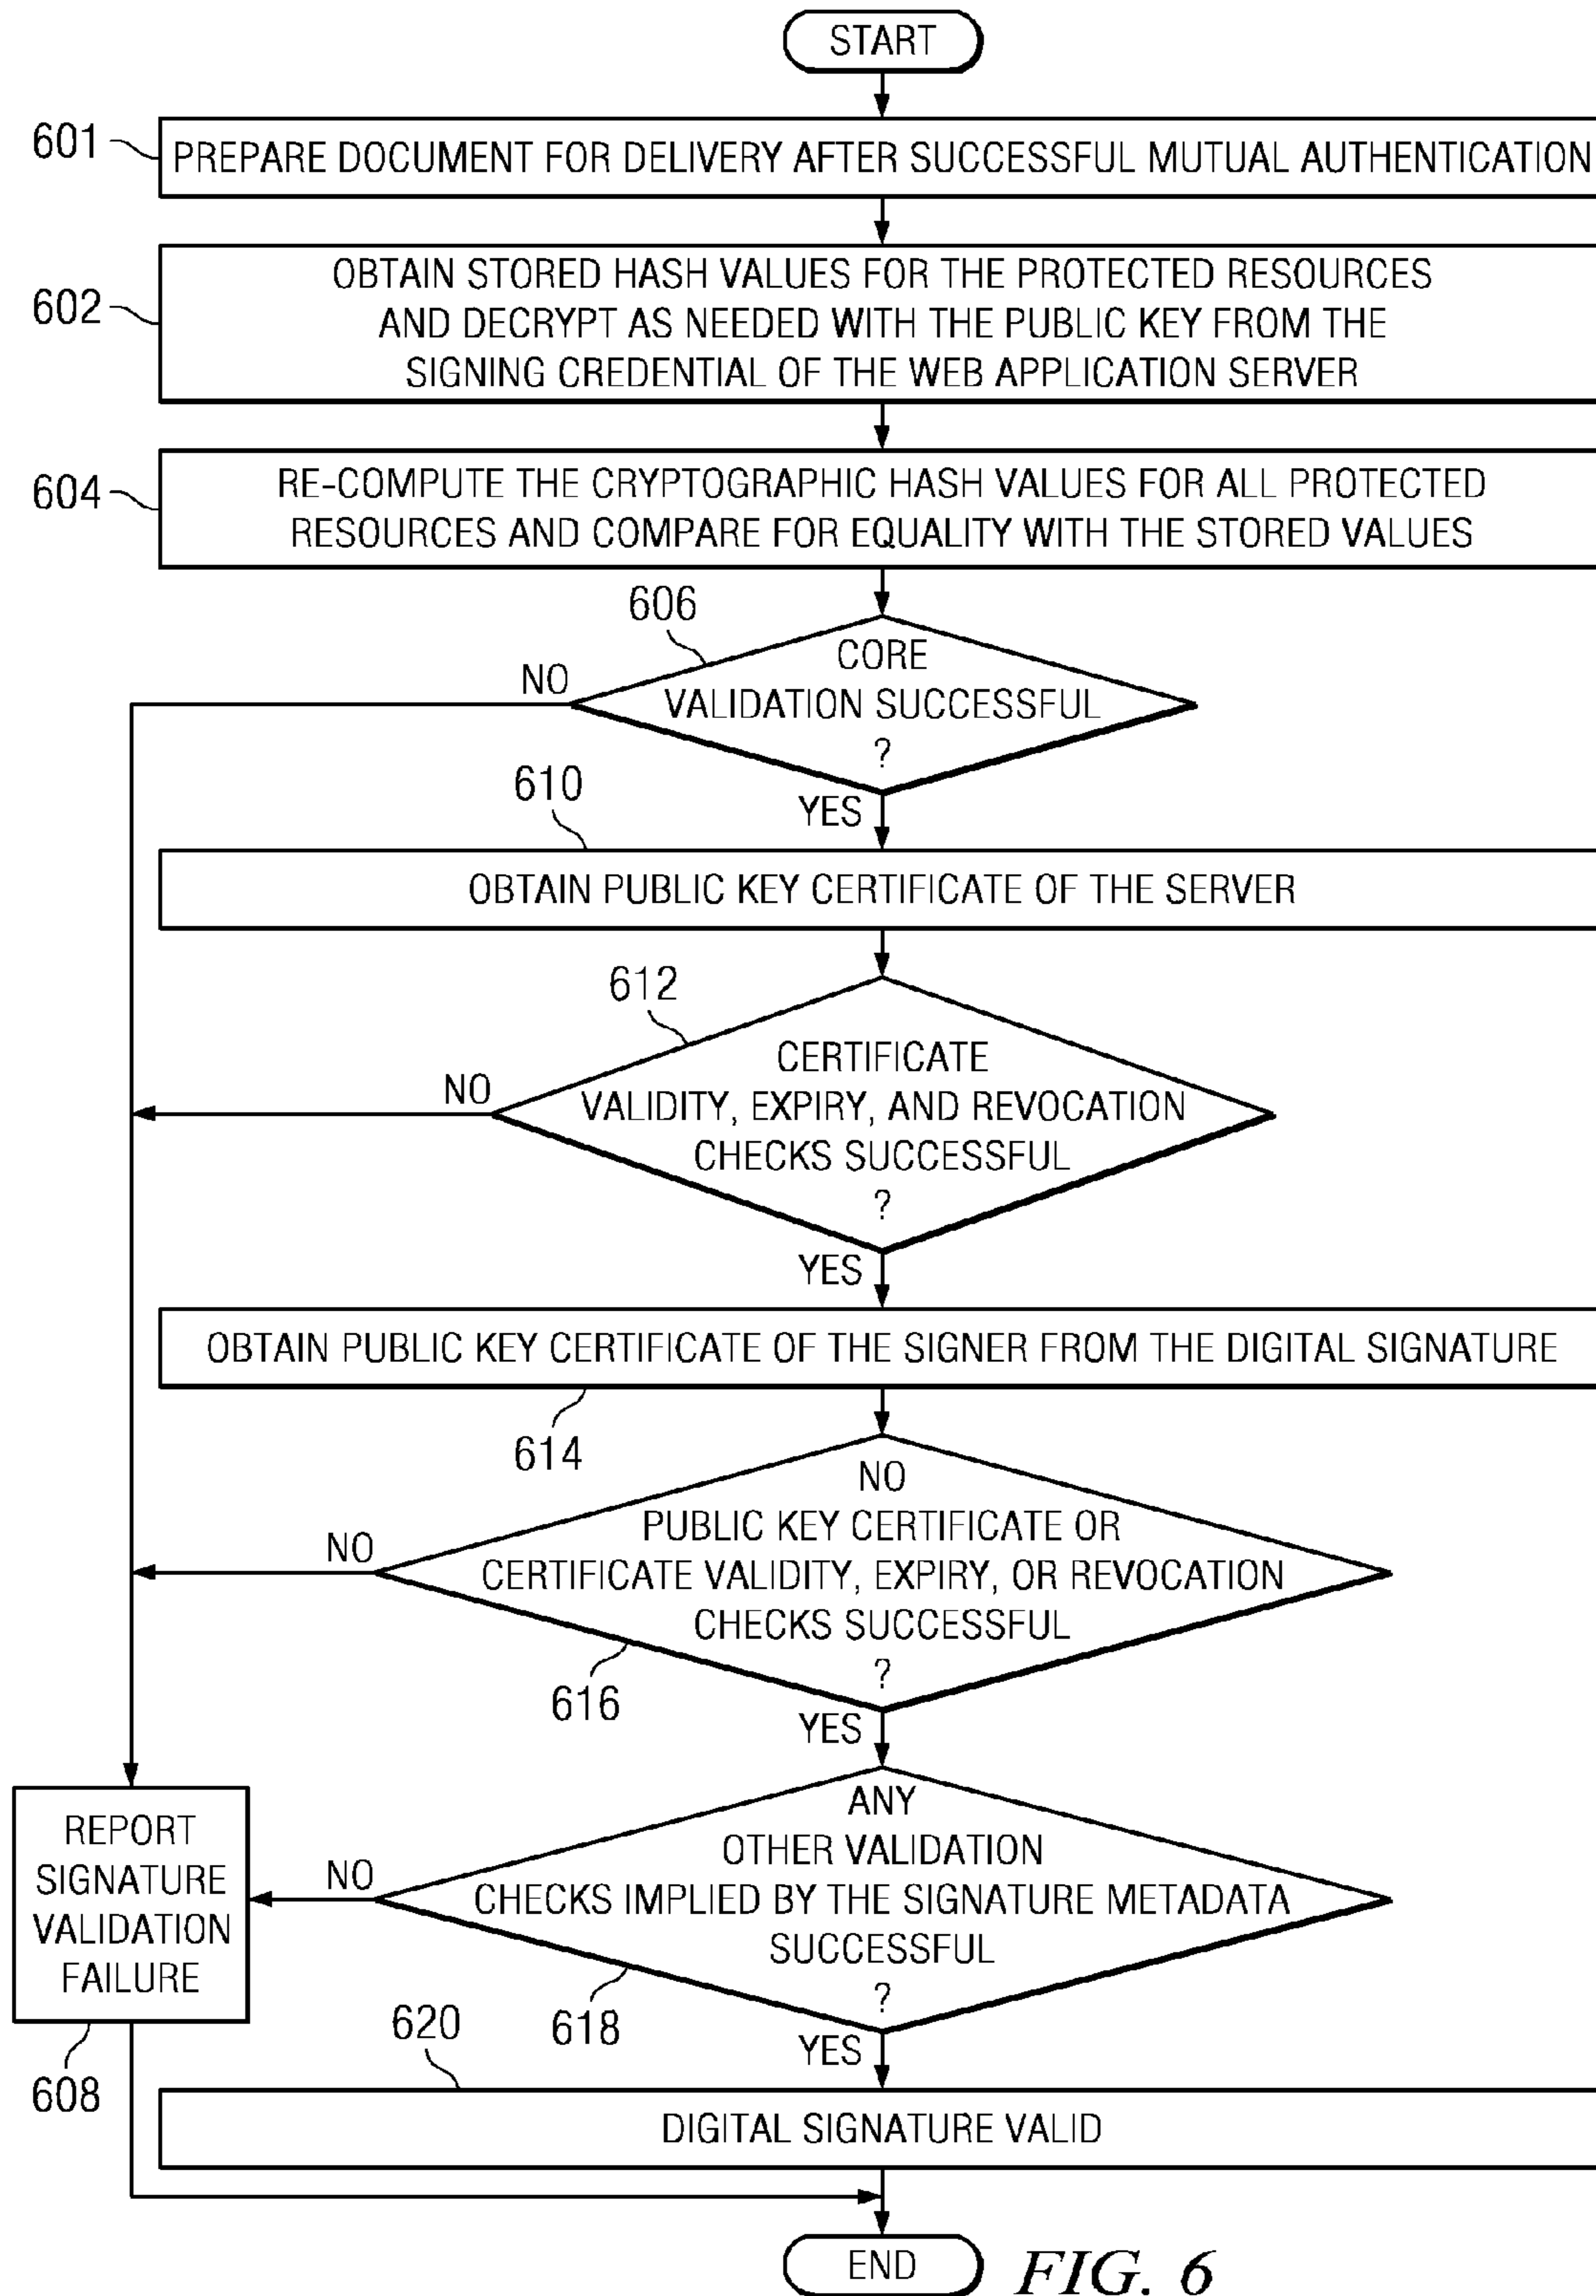 START
601
PREPARE DOCUMENT FOR DELIVERY AFTER SUCCESSFUL MUTUAL AUTHENTICATION
602
OBTAIN STORED HASH VALUES FOR THE PROTECTED RESOURCES
AND DECRYPT AS NEEDED WITH THE PUBLIC KEY FROM THE
SIGNING CREDENTIAL OF THE WEB APPLICATION SERVER
604
RE-COMPUTE THE CRYPTOGRAPHIC HASH VALUES FOR ALL PROTECTED
RESOURCES AND COMPARE FOR EQUALITY WITH THE STORED VALUES
606
CORE
VALIDATION SUCCESSFUL
?
NO
YES
610
OBTAIN PUBLIC KEY CERTIFICATE OF THE SERVER
612
CERTIFICATE
VALIDITY, EXPIRY, AND REVOCATION
CHECKS SUCCESSFUL
?
NO
YES
OBTAIN PUBLIC KEY CERTIFICATE OF THE SIGNER FROM THE DIGITAL SIGNATURE
614
NO
PUBLIC KEY CERTIFICATE OR
CERTIFICATE VALIDITY, EXPIRY, OR REVOCATION
CHECKS SUCCESSFUL
?
NO
616
YES
ANY
OTHER VALIDATION
CHECKS IMPLIED BY THE SIGNATURE METADATA
SUCCESSFUL
?
NO
618
YES
REPORT
SIGNATURE
VALIDATION
FAILURE
608
620
DIGITAL SIGNATURE VALID
END
FIG. 6